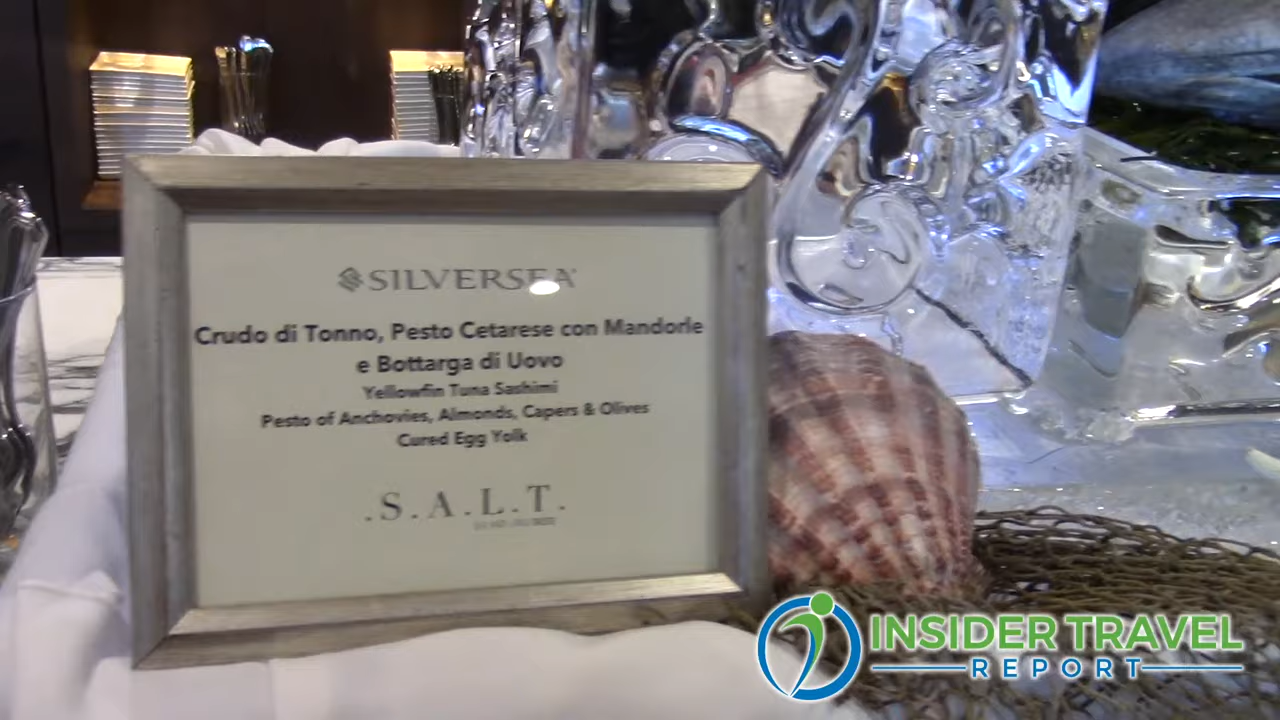 SILVERSEA
Crudo di Tonno, Pesto Cetarese con Mandorle
e Bottarga di Uovo
Yellowfin Tuna Sashimi
Pesto of Anchovies, Almonds, Capers & Olives
Cured Egg Yolk
.S.A.L.T.
INSIDER TRAVEL
REPORT